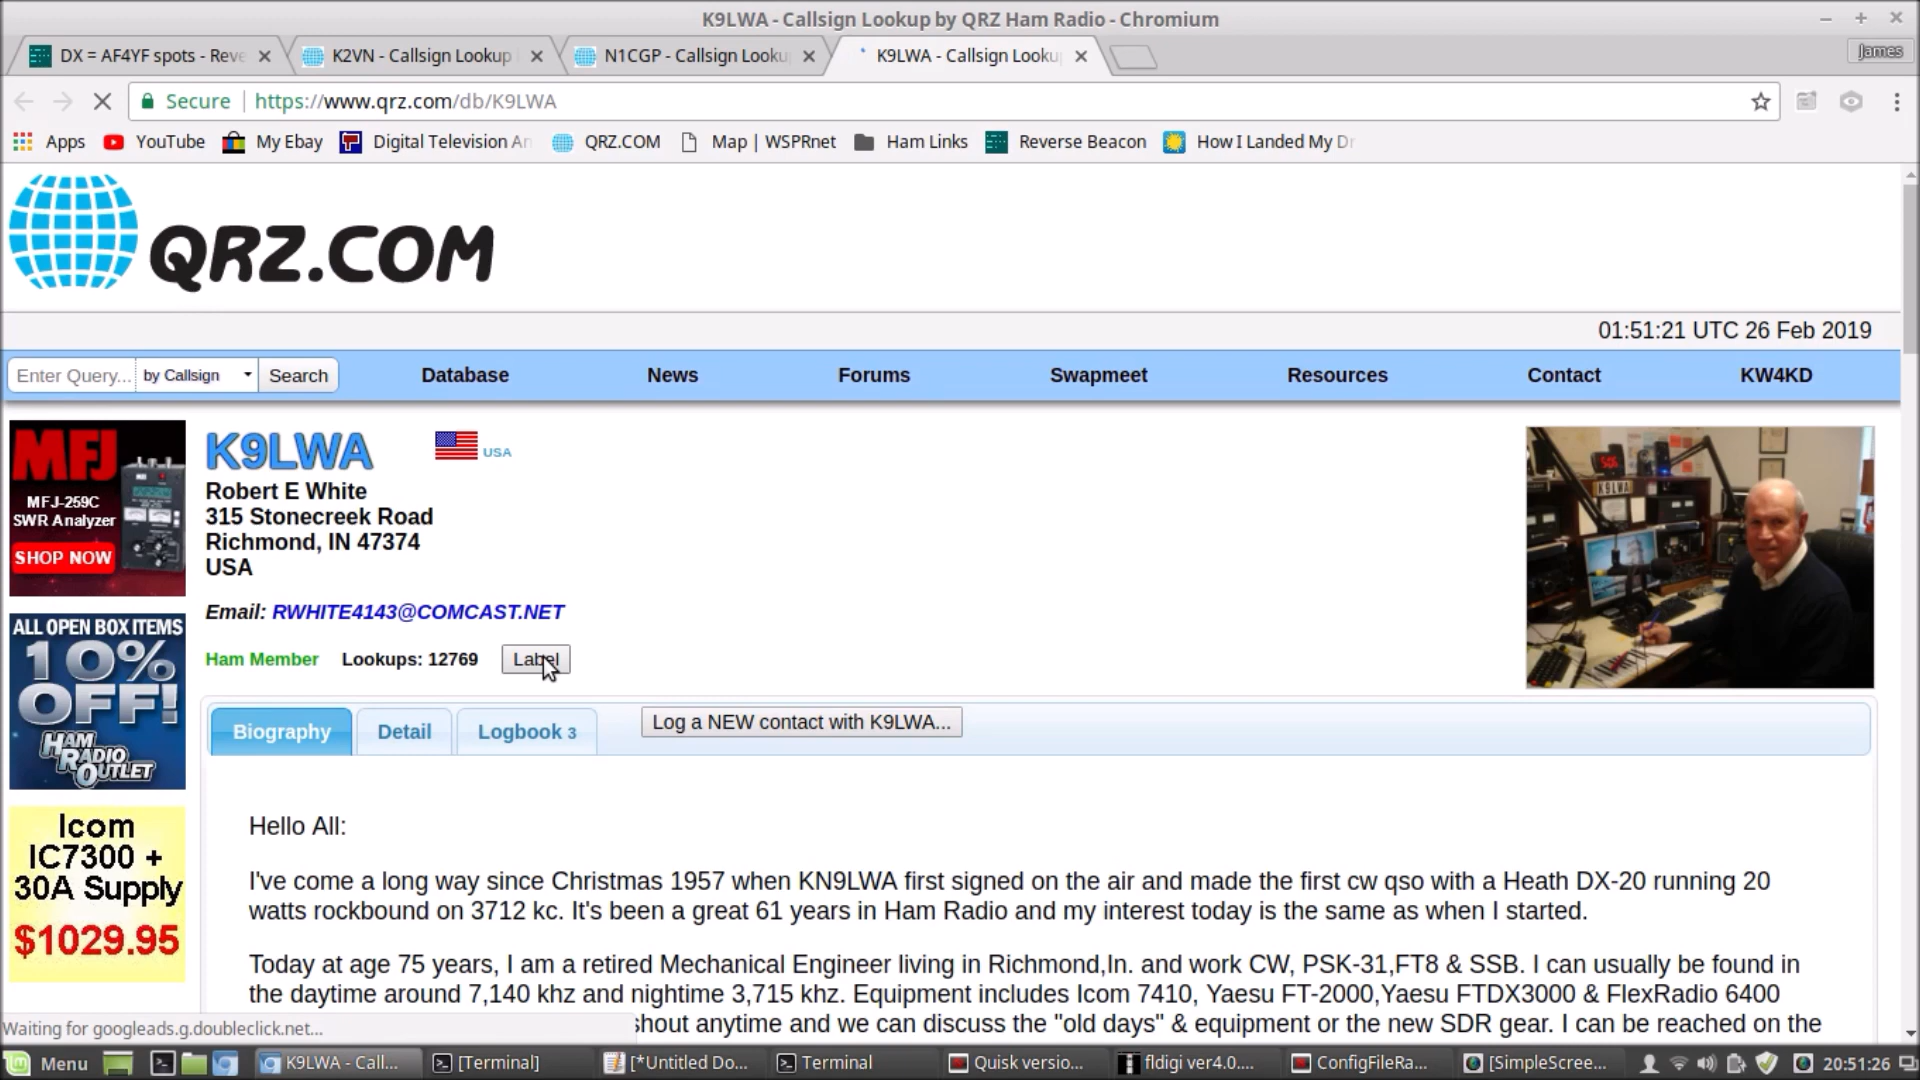 K9LWA - Callsign Lookup by QRZ Ham Radio - Chromium
DX = AF4YF spots - Reve
K2VN - Callsign Lookup
N1CGP - Callsign Looku
K9LWA - Callsign Looku
James
Secure
https://www.qrz.com/db/K9LWA
Apps
YouTube
My Ebay
Digital Television An
QRZ.COM
Map | WSPRnet
Ham Links
Reverse Beacon
How I Landed My Dr
QRZ.COM
01:51:21 UTC 26 Feb 2019
Enter Query...
by Callsign
Search
Database
News
Forums
Swapmeet
Resources
Contact
KW4KD
MFJ
MFJ-259C
SWR Analyzer
SHOP NOW
K9LWA
USA
Robert E White
315 Stonecreek Road
Richmond, IN 47374
USA
Email: RWHITE4143@COMCAST.NET
Ham Member
Lookups: 12769
Label
K9LWA
ALL OPEN BOX ITEMS
10%
OFF!
HAM
RADIO
OUTLET
Biography
Detail
Logbook 3
Log a NEW contact with K9LWA...
Icom
IC7300 +
30A Supply
$1029.95
Hello All:
I've come a long way since Christmas 1957 when KN9LWA first signed on the air and made the first cw qso with a Heath DX-20 running 20
watts rockbound on 3712 kc. It's been a great 61 years in Ham Radio and my interest today is the same as when I started.
Today at age 75 years, I am a retired Mechanical Engineer living in Richmond,In. and work CW, PSK-31,FT8 & SSB. I can usually be found in
the daytime around 7,140 khz and nightime 3,715 khz. Equipment includes Icom 7410, Yaesu FT-2000,Yaesu FTDX3000 & FlexRadio 6400
shout anytime and we can discuss the "old days" & equipment or the new SDR gear. I can be reached on the
Waiting for googleads.g.doubleclick.net...
Menu
K9LWA - Call...
[Terminal]
[*Untitled Do...
Terminal
Quisk versio...
fldigi ver4.0....
ConfigFileRa...
[SimpleScree...
20:51:26